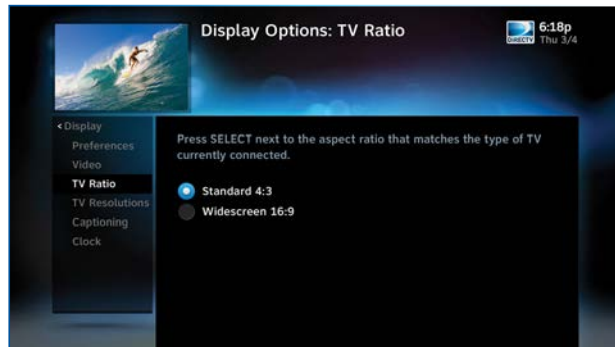 Display Options: TV Ratio
DIRECTV
6:18p
Thu 3/4
< Display
Preferences
Video
TV Ratio
TV Resolutions
Captioning
Clock
Press SELECT next to the aspect ratio that matches the type of TV
currently connected.
Standard 4:3
Widescreen 16:9